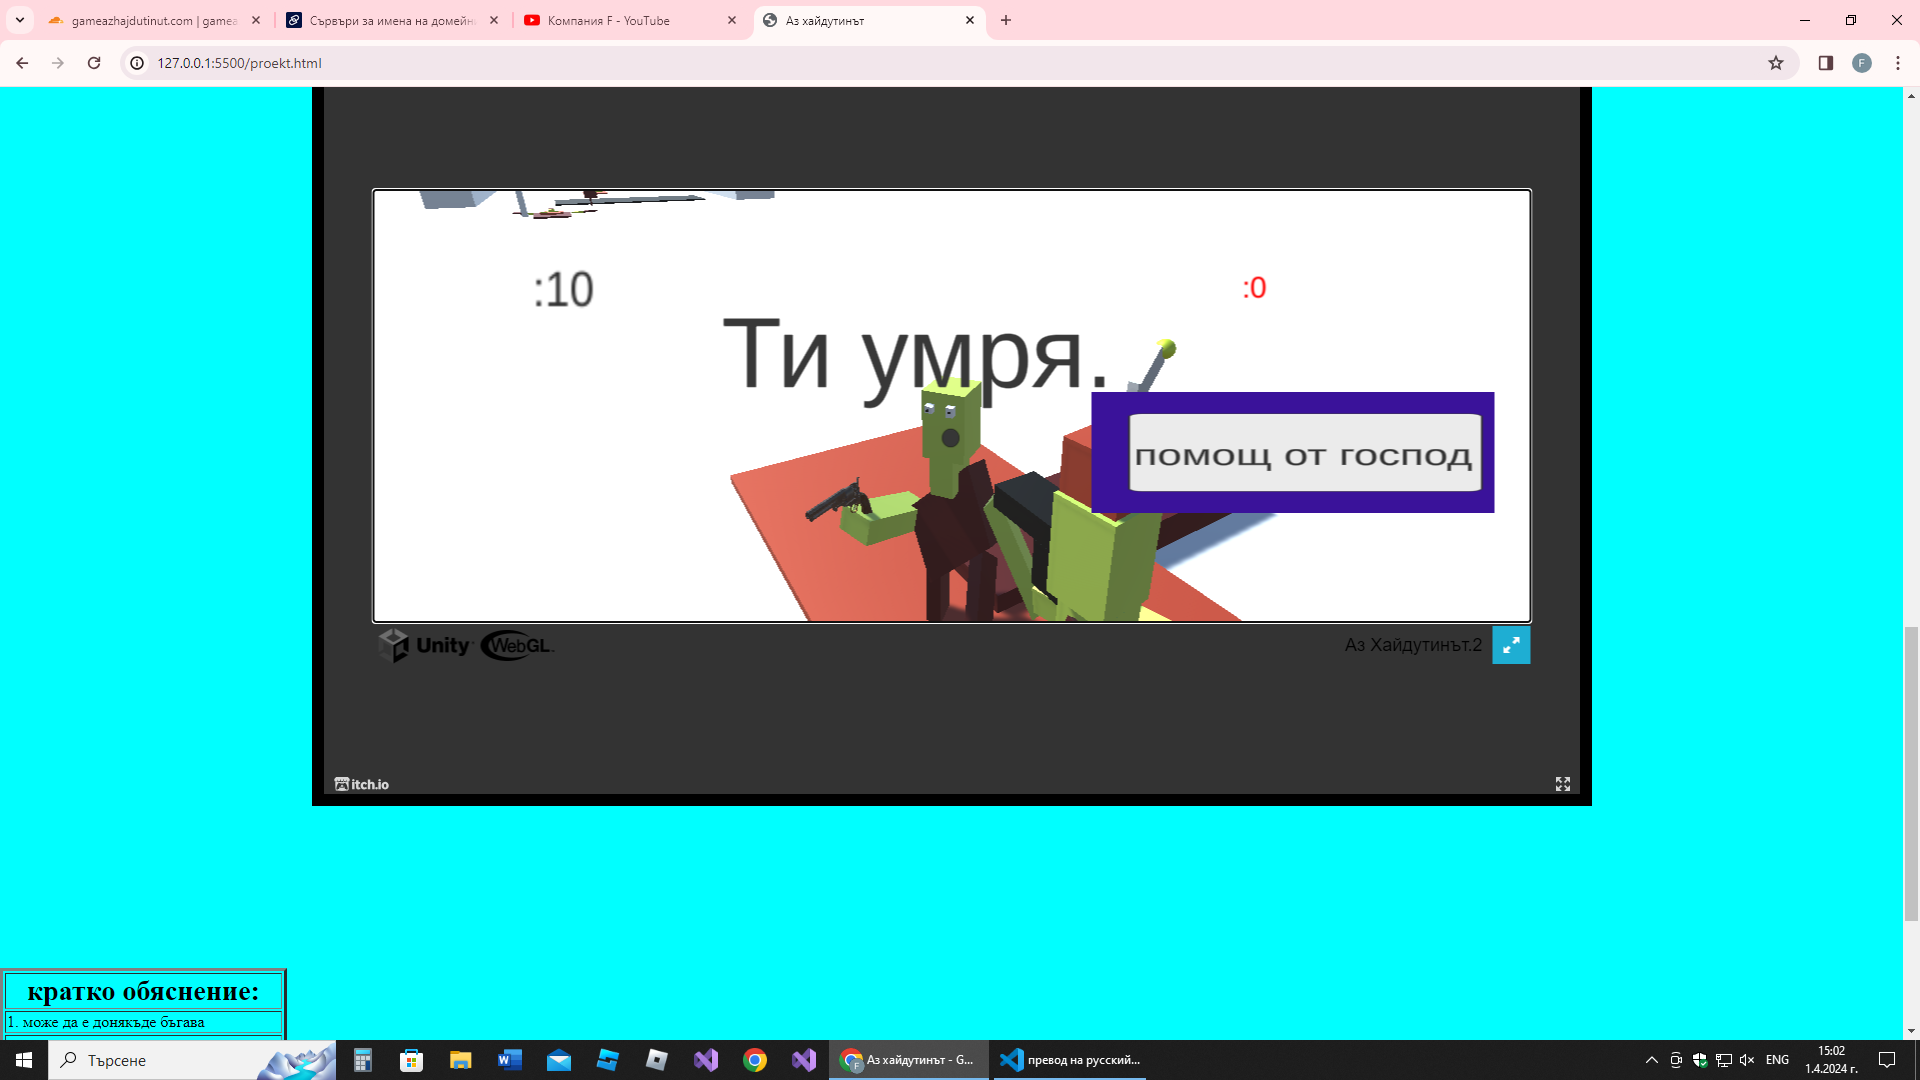 gameazhajdutinut.com | gamea
Сървъри за имена на домейн
Компания F - YouTube
Аз хайдутинът
127.0.0.1:5500/proekt.html
F
:10
:0
Ти умря.
помощ от господ
Unity
WebGL
Аз Хайдутинът.2
itch.io
кратко обяснение:
1. може да е донякъде бъгава
Търсене
Аз хайдутинът - G...
превод на русский...
ENG
15:02
1.4.2024 г.